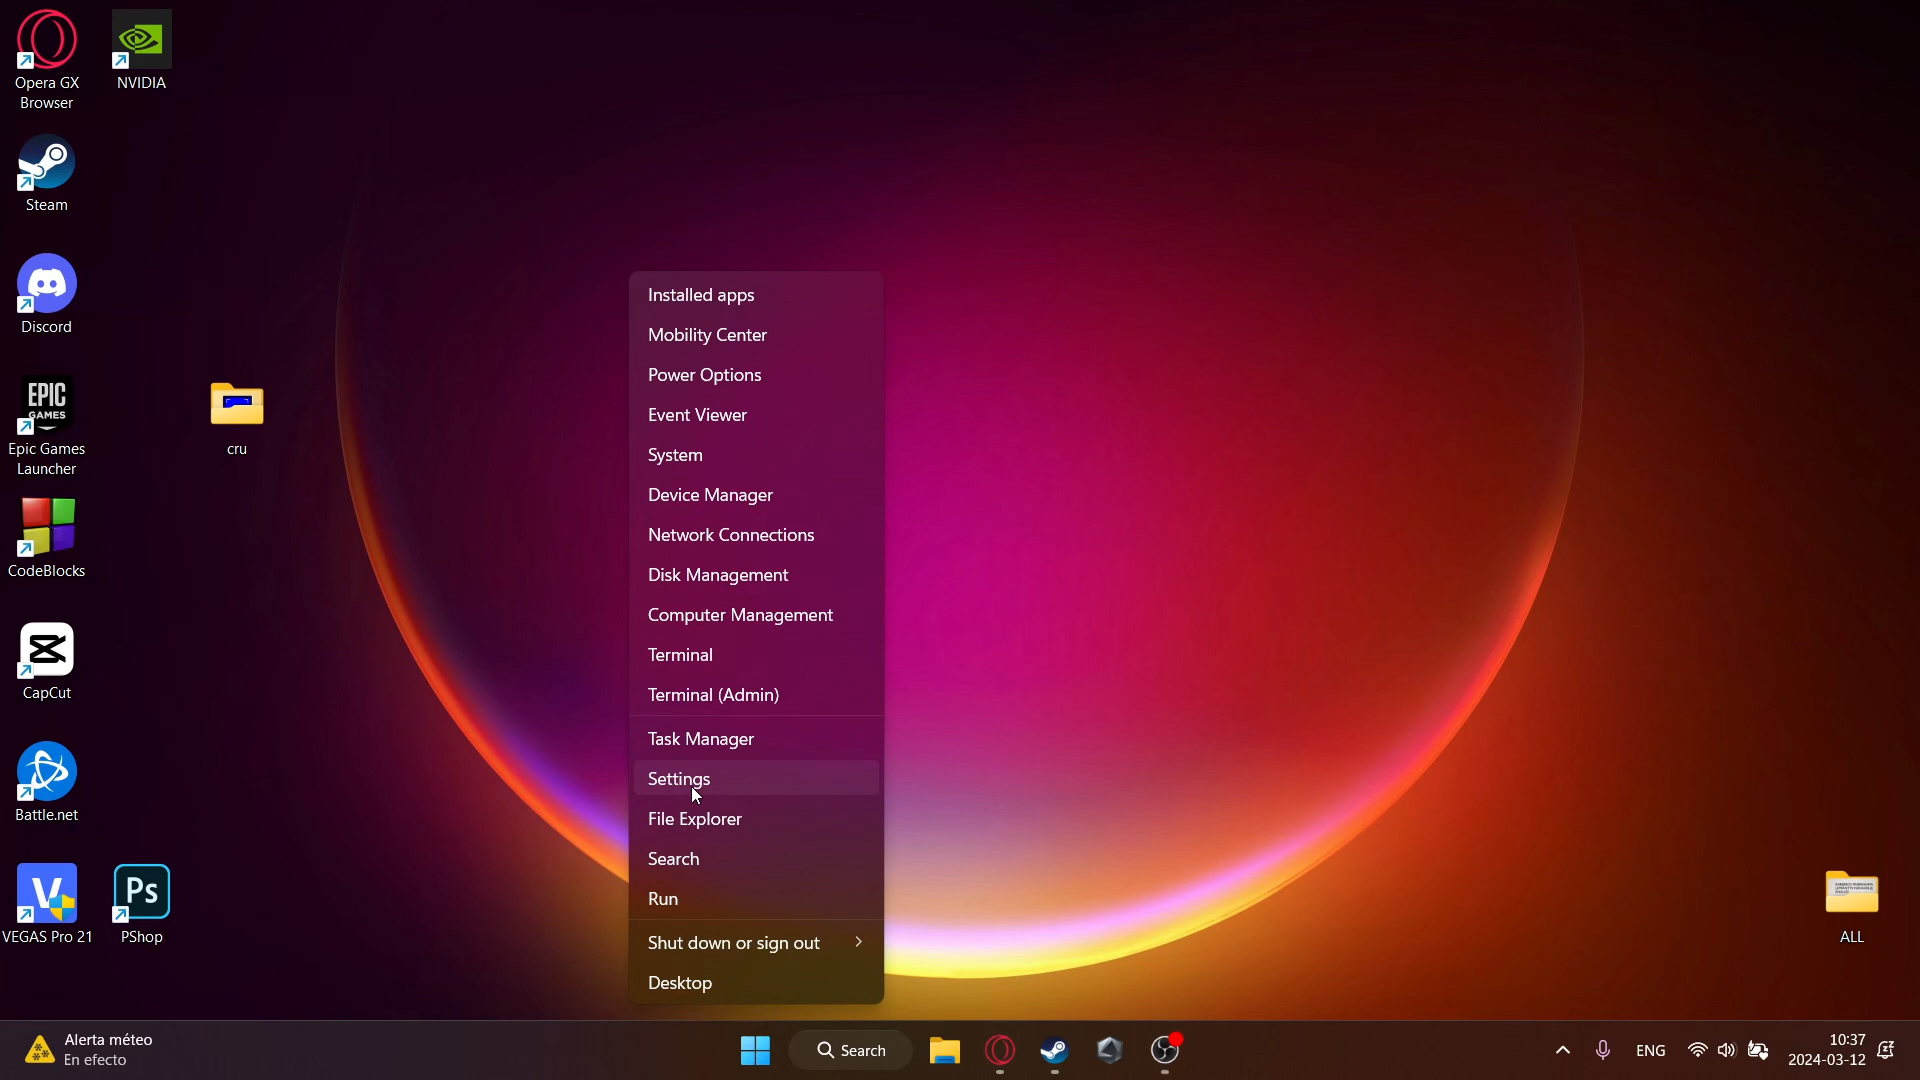 Opera GX
Browser
NVIDIA
Steam
Discord
EPIC
GAMES
Epic Games
Launcher
cru
CodeBlocks
CapCut
Battle.net
V
VEGAS Pro 21
Ps
PShop
ALL
Installed apps
Mobility Center
Power Options
Event Viewer
System
Device Manager
Network Connections
Disk Management
Computer Management
Terminal
Terminal (Admin)
Task Manager
Settings
File Explorer
Search
Run
Shut down or sign out
Desktop
Alerta méteo
En efecto
Search
ENG
10:37
2024-03-12